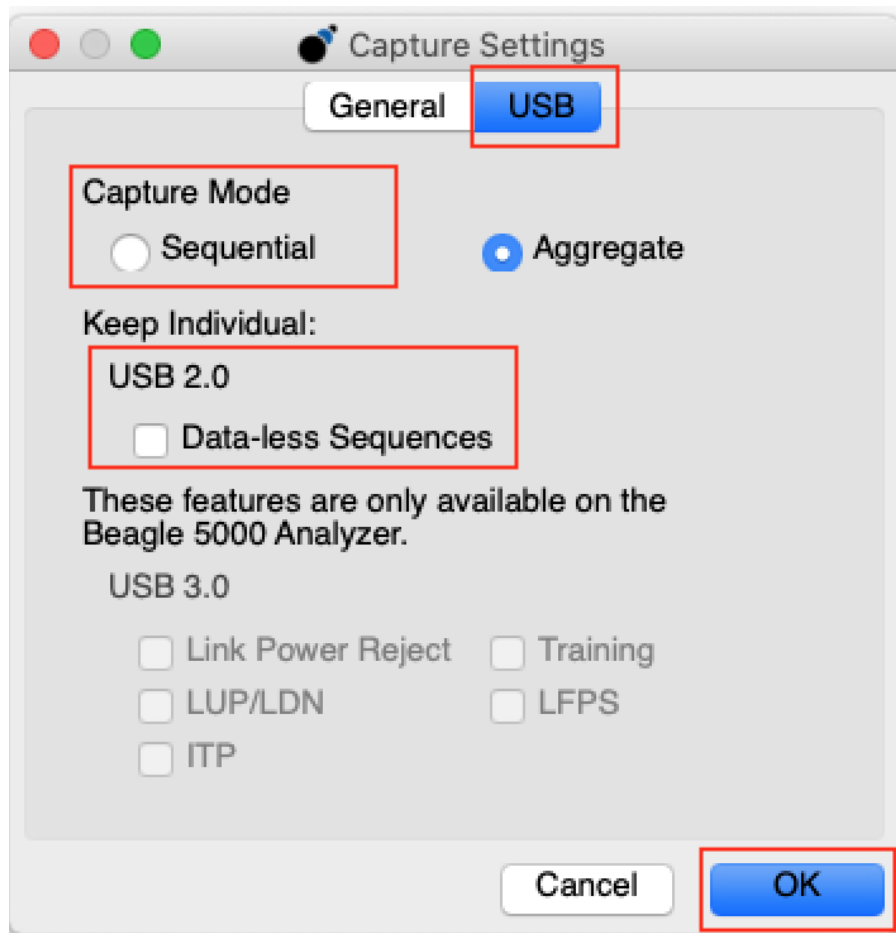 Capture Settings
General USB
Capture Mode
Sequential Aggregate
Keep Individual:
USB 2.0
Data-less Sequences
These features are only available on the
Beagle 5000 Analyzer.
USB 3.0
Link Power Reject Training
LUP/LDN LFPS
ITP
Cancel OK